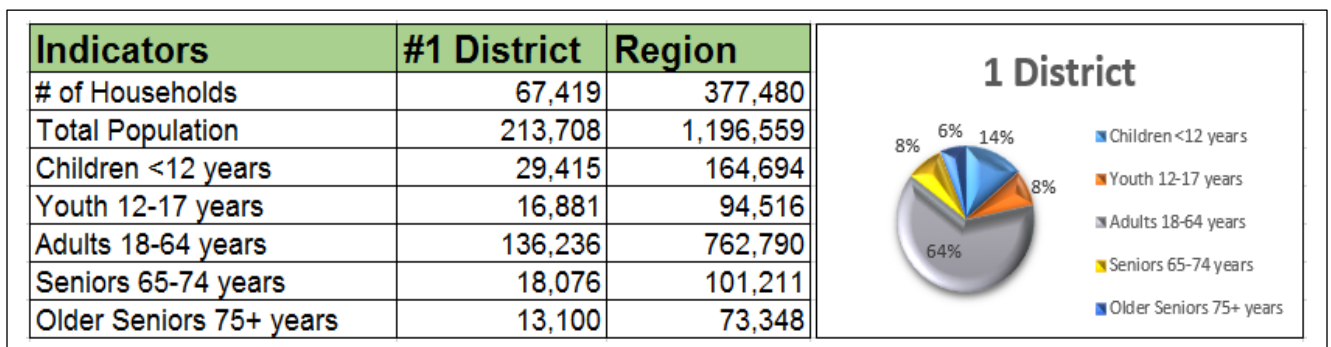 Indicators #1 District Region
# of Households 67,419 377,480
Total Population 213,708 1,196,559
Children <12 years 29,415 164,694
Youth 12-17 years 16,881 94,516
Adults 18-64 years 136,236 762,790
Seniors 65-74 years 18,076 101,211
Older Seniors 75+ years 13,100 73,348
1 District
8% 6% 14%
8%
64%
Children <12 years
Youth 12-17 years
Adults 18-64 years
Seniors 65-74 years
Older Seniors 75+ years